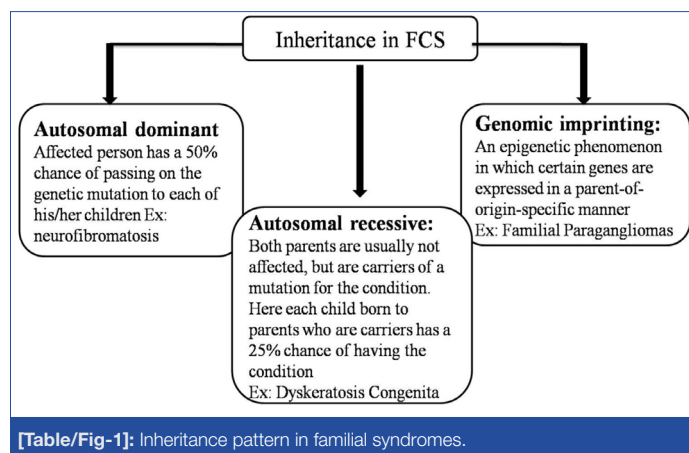 Inheritance in FCS
Autosomal dominant
Affected person has a 50%
chance of passing on the
genetic mutation to each of
his/her children Ex:
neurofibromatosis
Autosomal recessive:
Both parents are usually not
affected, but are carriers of a
mutation for the condition.
Here each child born to
parents who are carriers has a
25% chance of having the
condition
Ex: Dyskeratosis Congenita
Genomic imprinting:
An epigenetic phenomenon
in which certain genes are
expressed in a parent-of-
origin-specific manner
Ex: Familial Paragangliomas
[Table/Fig-1]: Inheritance pattern in familial syndromes.